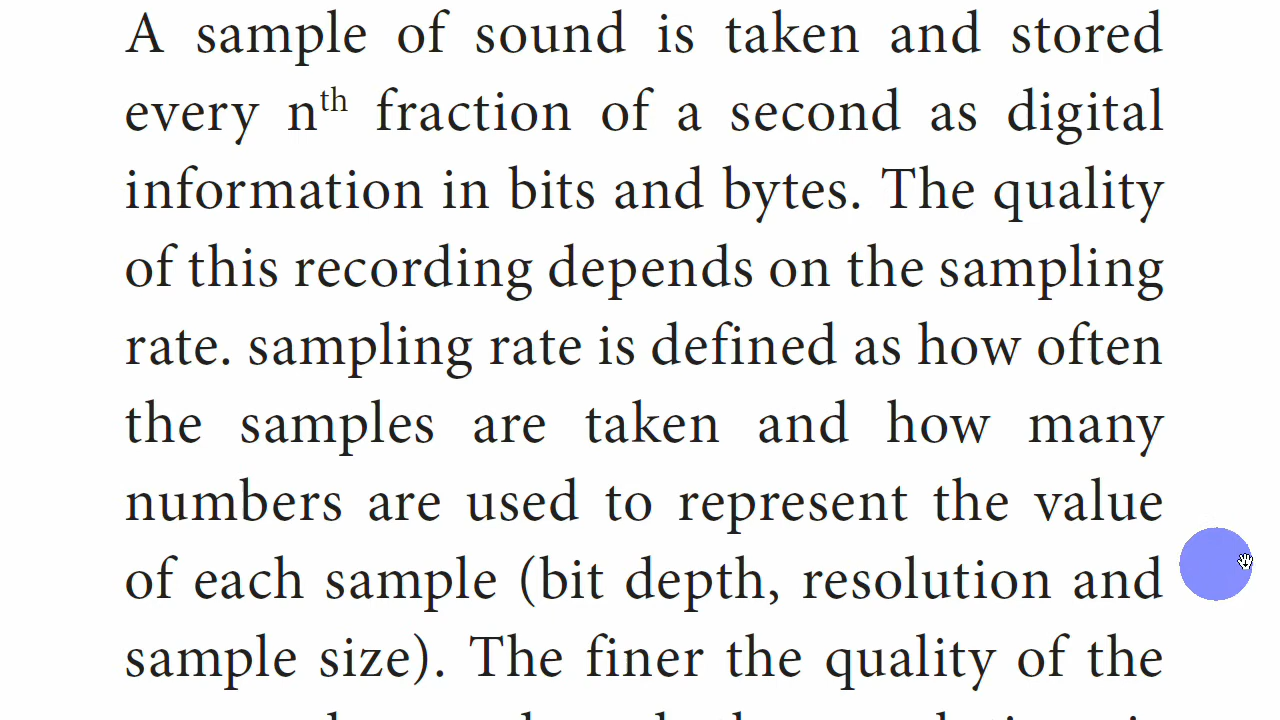 A sample of sound is taken and stored
every nth fraction of a second as digital
information in bits and bytes. The quality
of this recording depends on the sampling
rate. sampling rate is defined as how often
the samples are taken and how many
numbers are used to represent the value
of each sample (bit depth, resolution and
sample size). The finer the quality of the